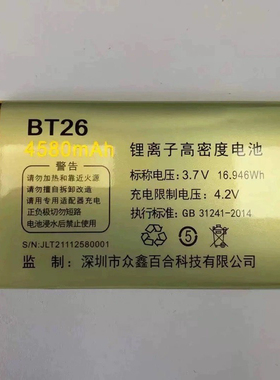 BT26
4580mAh
警告
请勿加热和靠近火源
请勿擅自拆卸改造
请用专用适配器充电
正负极切勿短路
电池浸水后禁止使用
S/N:JLT21112580001
锂离子高密度电池
标称电压: 3.7V 16.946Wh
充电限制电压: 4.2V
执行标准: GB 31241-2014
5
监 制: 深圳市众鑫百合科技有限公司